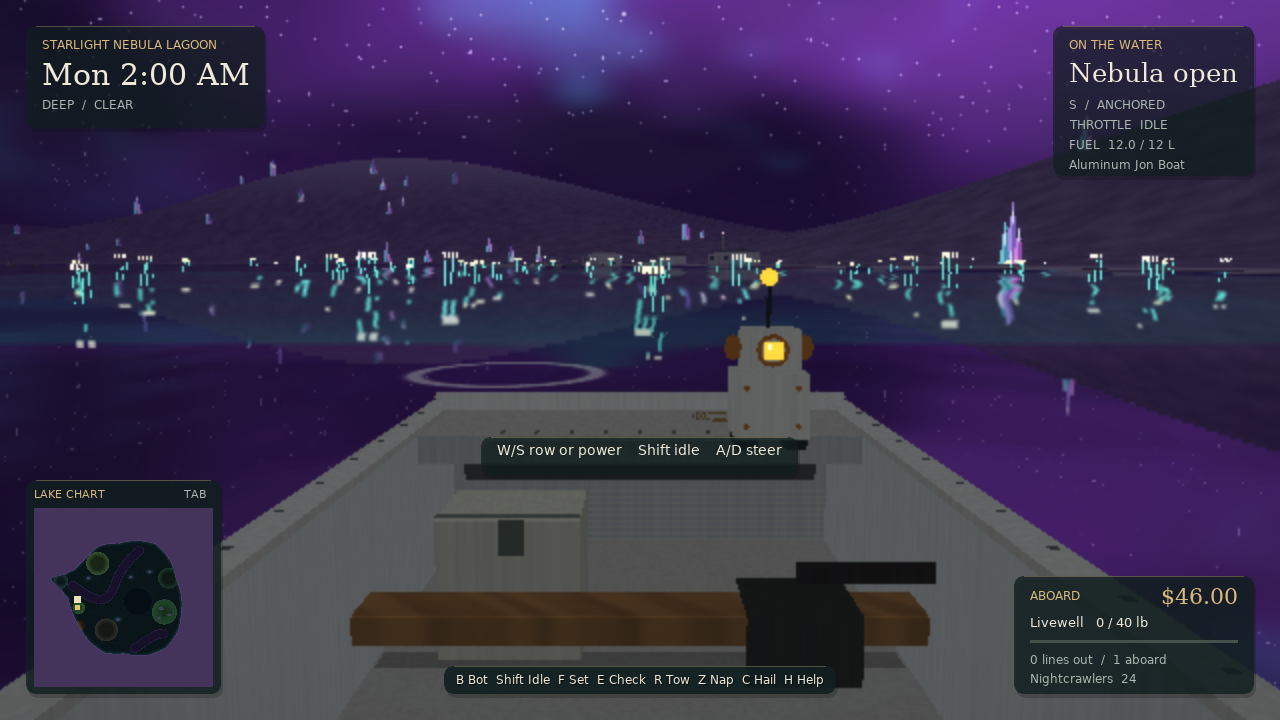 STARLIGHT NEBULA LAGOON
Mon 2:00 AM
DEEP / CLEAR
ON THE WATER
Nebula open
S / ANCHORED
THROTTLE IDLE
FUEL 12.0 / 12 L
Aluminum Jon Boat
W/S row or power Shift idle A/D steer
LAKE CHART TAB
ABOARD $46.00
Livewell 0 / 40 lb
0 lines out / 1 aboard
Nightcrawlers 24
B Bot Shift Idle F Set E Check R Tow Z Nap C Hail H Help